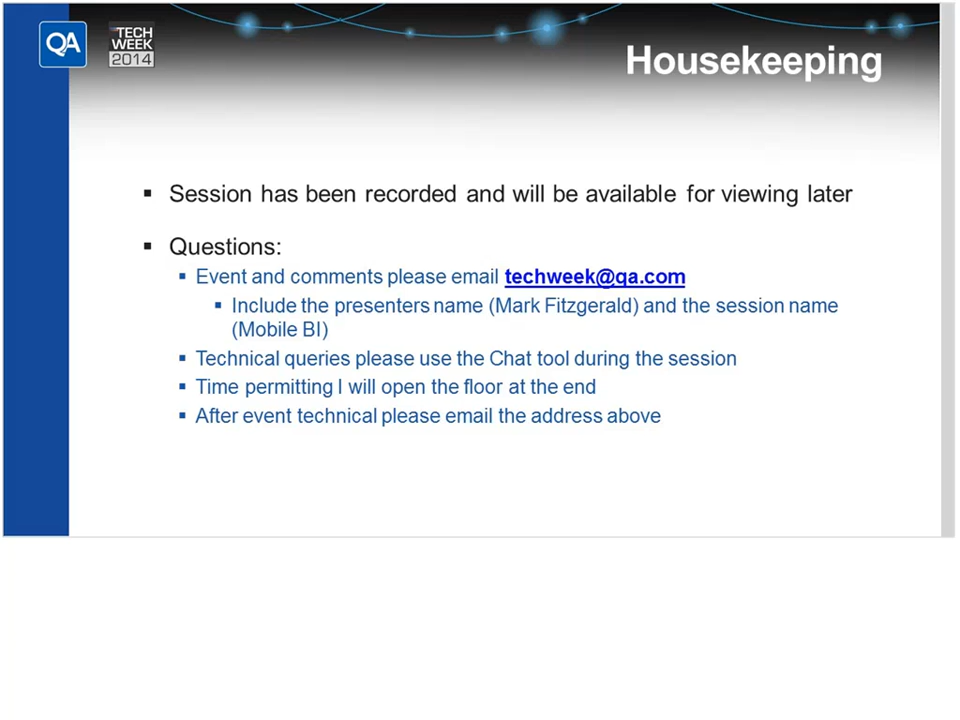 QA
TECH
WEEK
2014
Housekeeping
▪ Session has been recorded and will be available for viewing later
▪ Questions:
▪ Event and comments please email techweek@qa.com
▪ Include the presenters name (Mark Fitzgerald) and the session name
(Mobile BI)
▪ Technical queries please use the Chat tool during the session
▪ Time permitting I will open the floor at the end
▪ After event technical please email the address above